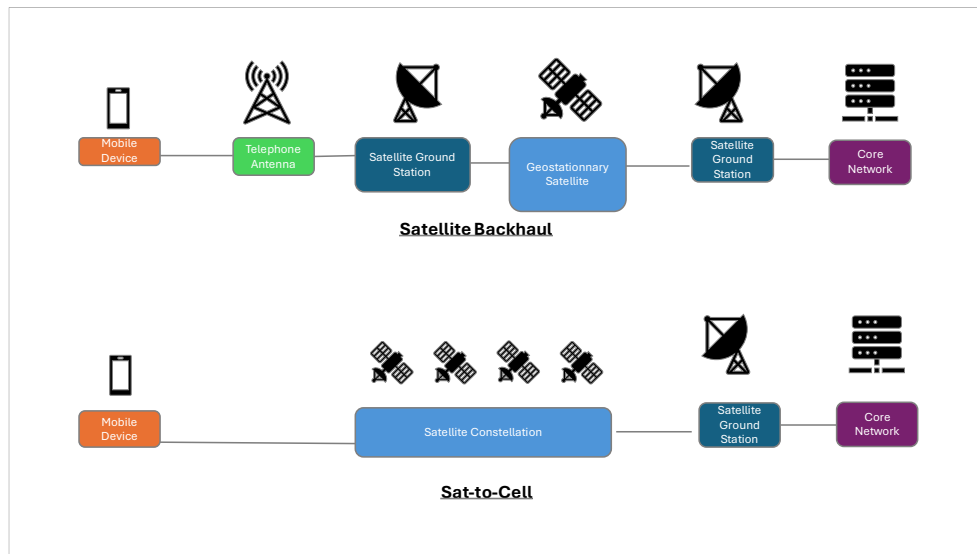 Mobile
Device
Telephone
Antenna
Satellite Ground
Station
Geostationnary
Satellite
Satellite
Ground
Station
Core
Network
Satellite Backhaul
Mobile
Device
Satellite Constellation
Satellite
Ground
Station
Core
Network
Sat-to-Cell